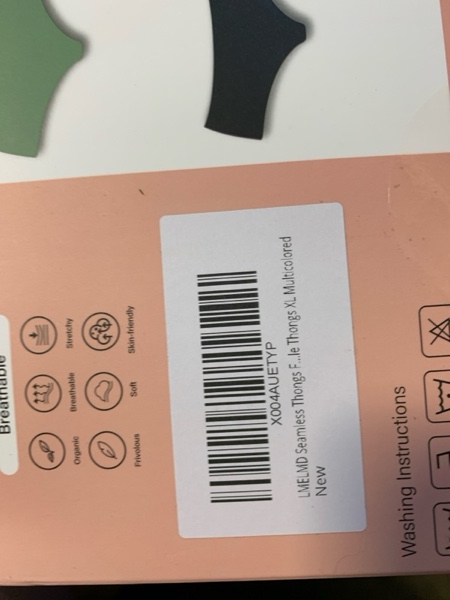 Breathable
Stretchy
Skin-friendly
Breathable
Soft
Organic
Frivolous
X004AUETYP
LMELMD Seamless Thongs F...le Thongs XL Multicolored
New
Washing Instructions